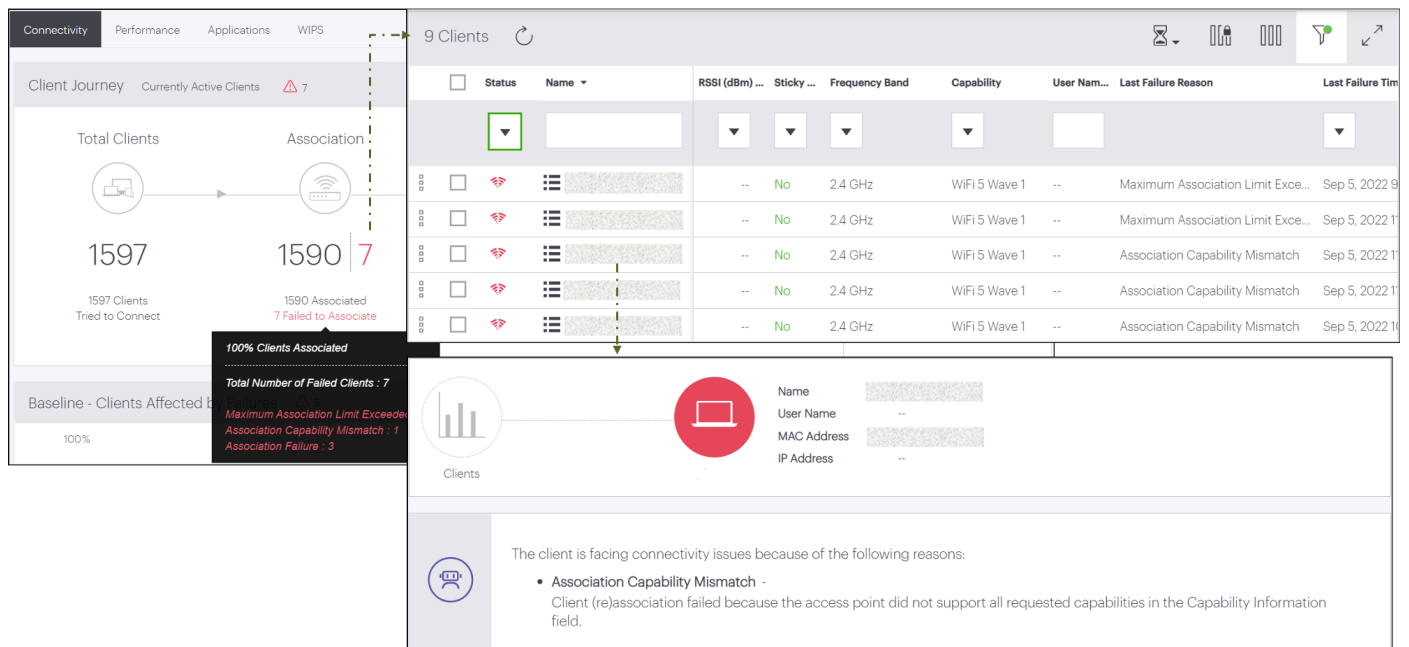 Connectivity Performance Applications WIPS
Client Journey Currently Active Clients 7
Total Clients Association
1597 1590 7
1597 Clients
Tried to Connect
1590 Associated
7 Failed to Associate
100% Clients Associated
Total Number of Failed Clients : 7
Maximum Association Limit Exceeded
Association Capability Mismatch : 1
Association Failure : 3
Baseline - Clients Affected by Failures
100%
9 Clients
Status Name RSSI (dBm) ... Sticky ... Frequency Band Capability User Nam... Last Failure Reason Last Failure Tim
-- No 2.4 GHz WiFi 5 Wave 1 -- Maximum Association Limit Exce... Sep 5, 2022 9
-- No 2.4 GHz WiFi 5 Wave 1 -- Maximum Association Limit Exce... Sep 5, 2022 1
-- No 2.4 GHz WiFi 5 Wave 1 -- Association Capability Mismatch Sep 5, 2022 1
-- No 2.4 GHz WiFi 5 Wave 1 -- Association Capability Mismatch Sep 5, 2022 1
-- No 2.4 GHz WiFi 5 Wave 1 -- Association Capability Mismatch Sep 5, 2022 1
Clients
Name
User Name --
MAC Address
IP Address --
The client is facing connectivity issues because of the following reasons:
• Association Capability Mismatch -
Client (re)association failed because the access point did not support all requested capabilities in the Capability Information
field.